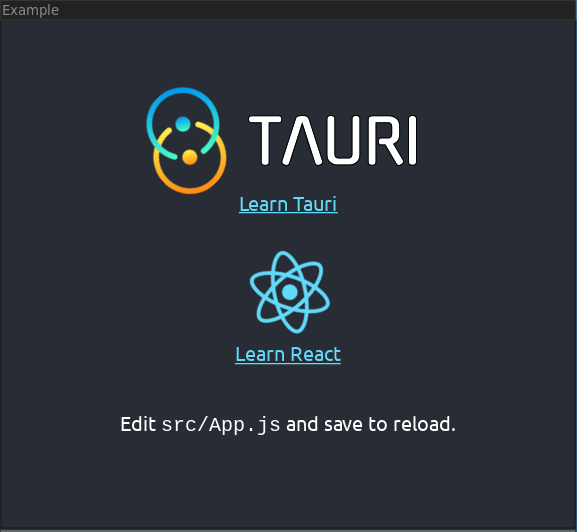 Example
TAURI
Learn Tauri
Learn React
Edit src/App.js and save to reload.